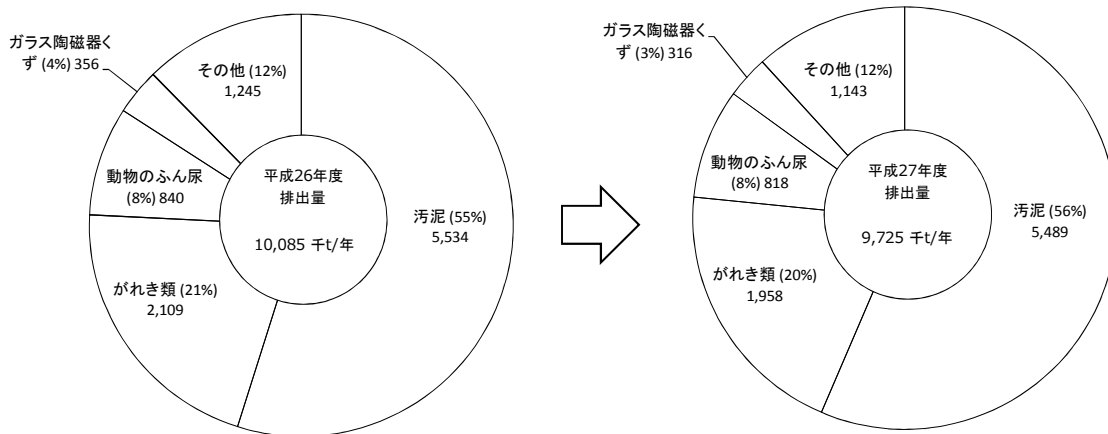 ガラス陶磁器く
ず (4%) 356
その他 (12%)
1,245
動物のふん尿
(8%) 840
平成26年度
排出量
10,085 千t/年
汚泥 (55%)
5,534
がれき類 (21%)
2,109
ガラス陶磁器く
ず (3%) 316
その他 (12%)
1,143
動物のふん尿
(8%) 818
平成27年度
排出量
9,725 千t/年
汚泥 (56%)
5,489
がれき類 (20%)
1,958